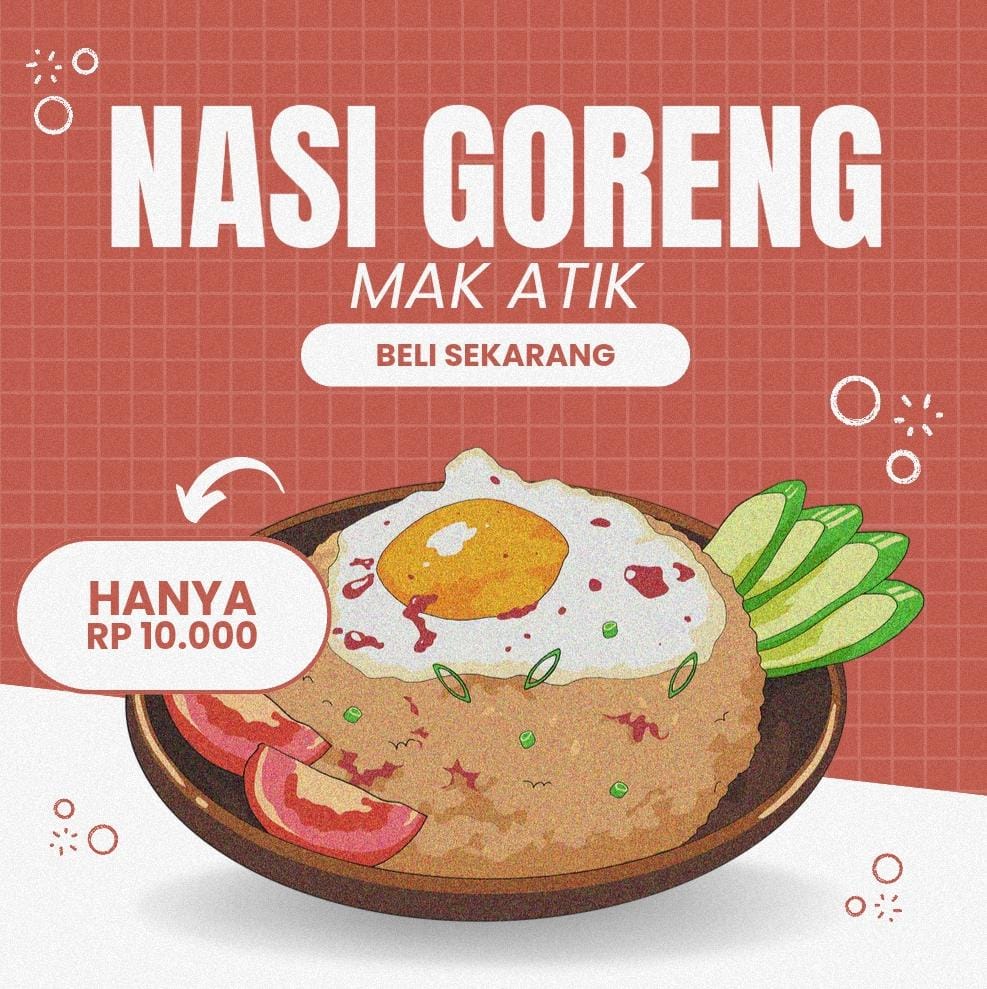 NASI GORENG
MAK ATIK
BELI SEKARANG
HANYA
RP 10.000